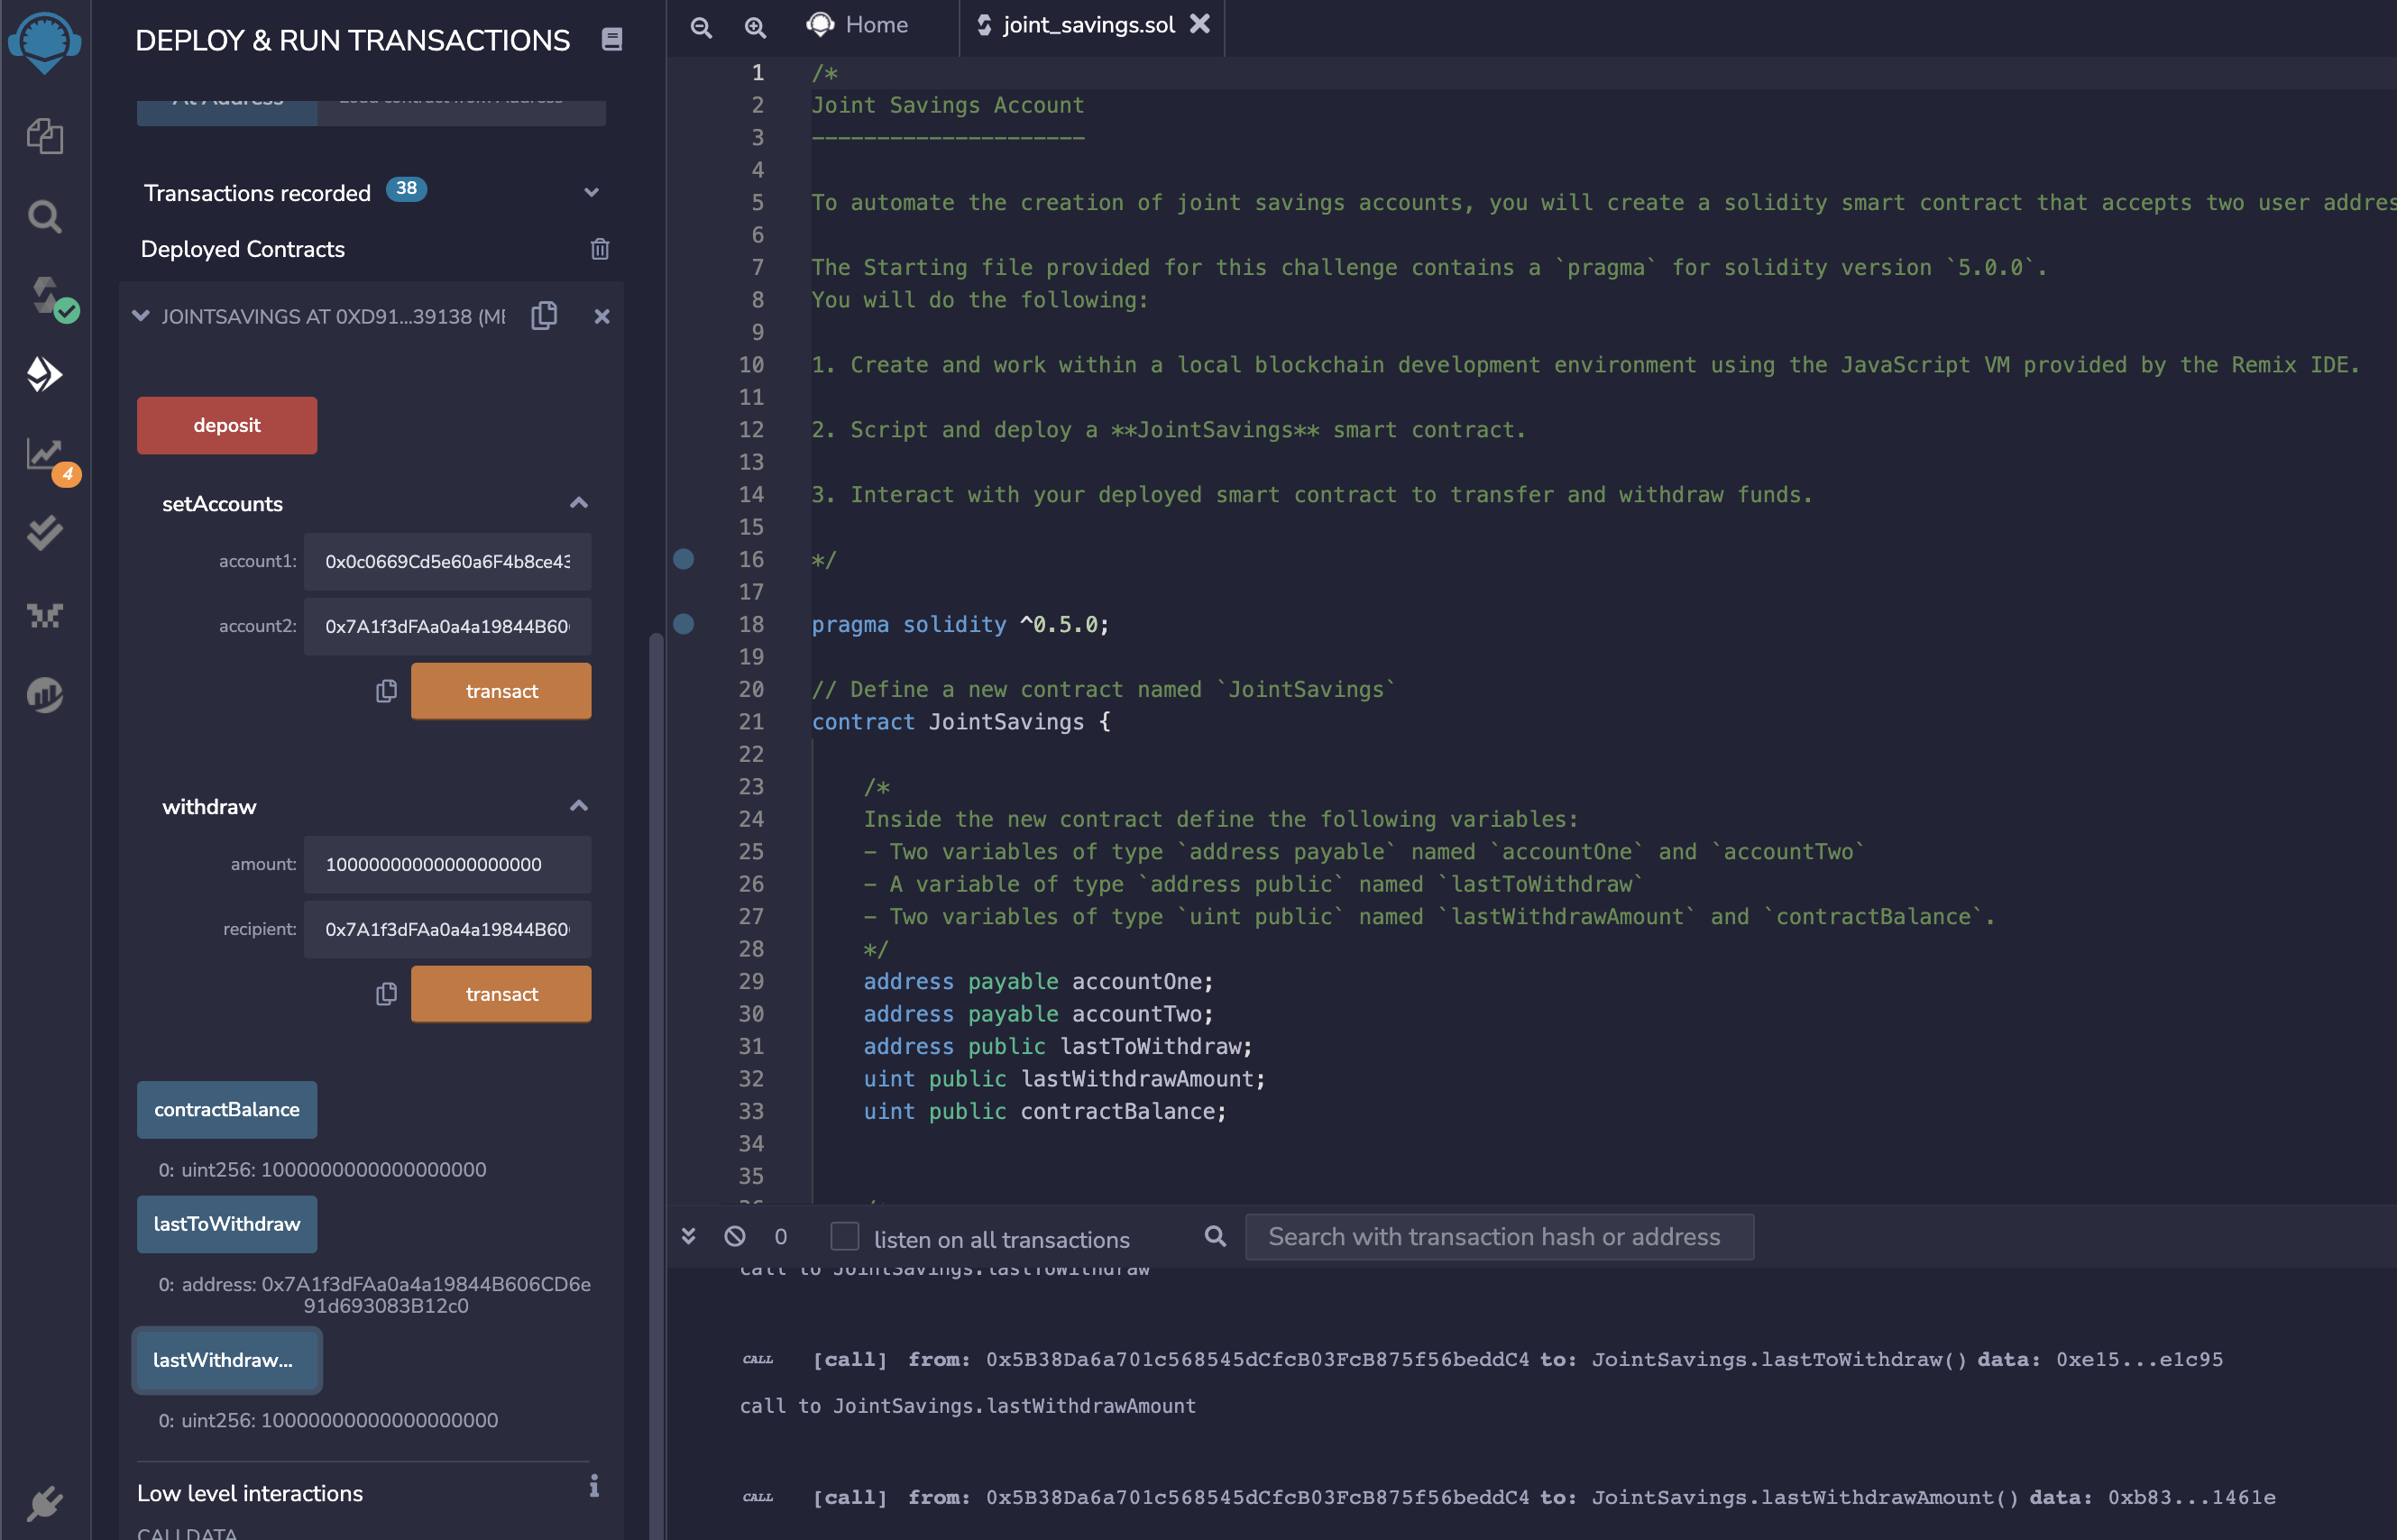 DEPLOY & RUN TRANSACTIONS
At Address
Load contract from Address
Transactions recorded 38
Deployed Contracts
JOINTSAVINGS AT 0XD91...39138 (ME
deposit
setAccounts
account1: 0x0c0669Cd5e60a6F4b8ce43
account2: 0x7A1f3dFAa0a4a19844B60
transact
withdraw
amount: 10000000000000000000
recipient: 0x7A1f3dFAa0a4a19844B60
transact
contractBalance
0: uint256: 1000000000000000000
lastToWithdraw
0: address: 0x7A1f3dFAa0a4a19844B606CD6e
91d693083B12c0
lastWithdraw...
0: uint256: 10000000000000000000
Low level interactions
CALLDATA
4
Home
joint_savings.sol
1 /*
2 Joint Savings Account
3 ---------------------
4
5 To automate the creation of joint savings accounts, you will create a solidity smart contract that accepts two user addres
6
7 The Starting file provided for this challenge contains a `pragma` for solidity version `5.0.0`.
8 You will do the following:
9
10 1. Create and work within a local blockchain development environment using the JavaScript VM provided by the Remix IDE.
11
12 2. Script and deploy a **JointSavings** smart contract.
13
14 3. Interact with your deployed smart contract to transfer and withdraw funds.
15
16 */
17
18 pragma solidity ^0.5.0;
19
20 // Define a new contract named `JointSavings`
21 contract JointSavings {
22
23 /*
24 Inside the new contract define the following variables:
25 - Two variables of type `address payable` named `accountOne` and `accountTwo`
26 - A variable of type `address public` named `lastToWithdraw`
27 - Two variables of type `uint public` named `lastWithdrawAmount` and `contractBalance`.
28 */
29 address payable accountOne;
30 address payable accountTwo;
31 address public lastToWithdraw;
32 uint public lastWithdrawAmount;
33 uint public contractBalance;
34
35
0 listen on all transactions Search with transaction hash or address
call to JointSavings.lastToWithdraw
CALL [call] from: 0x5B38Da6a701c568545dCfcB03FcB875f56beddC4 to: JointSavings.lastToWithdraw() data: 0xe15...e1c95
call to JointSavings.lastWithdrawAmount
CALL [call] from: 0x5B38Da6a701c568545dCfcB03FcB875f56beddC4 to: JointSavings.lastWithdrawAmount() data: 0xb83...1461e